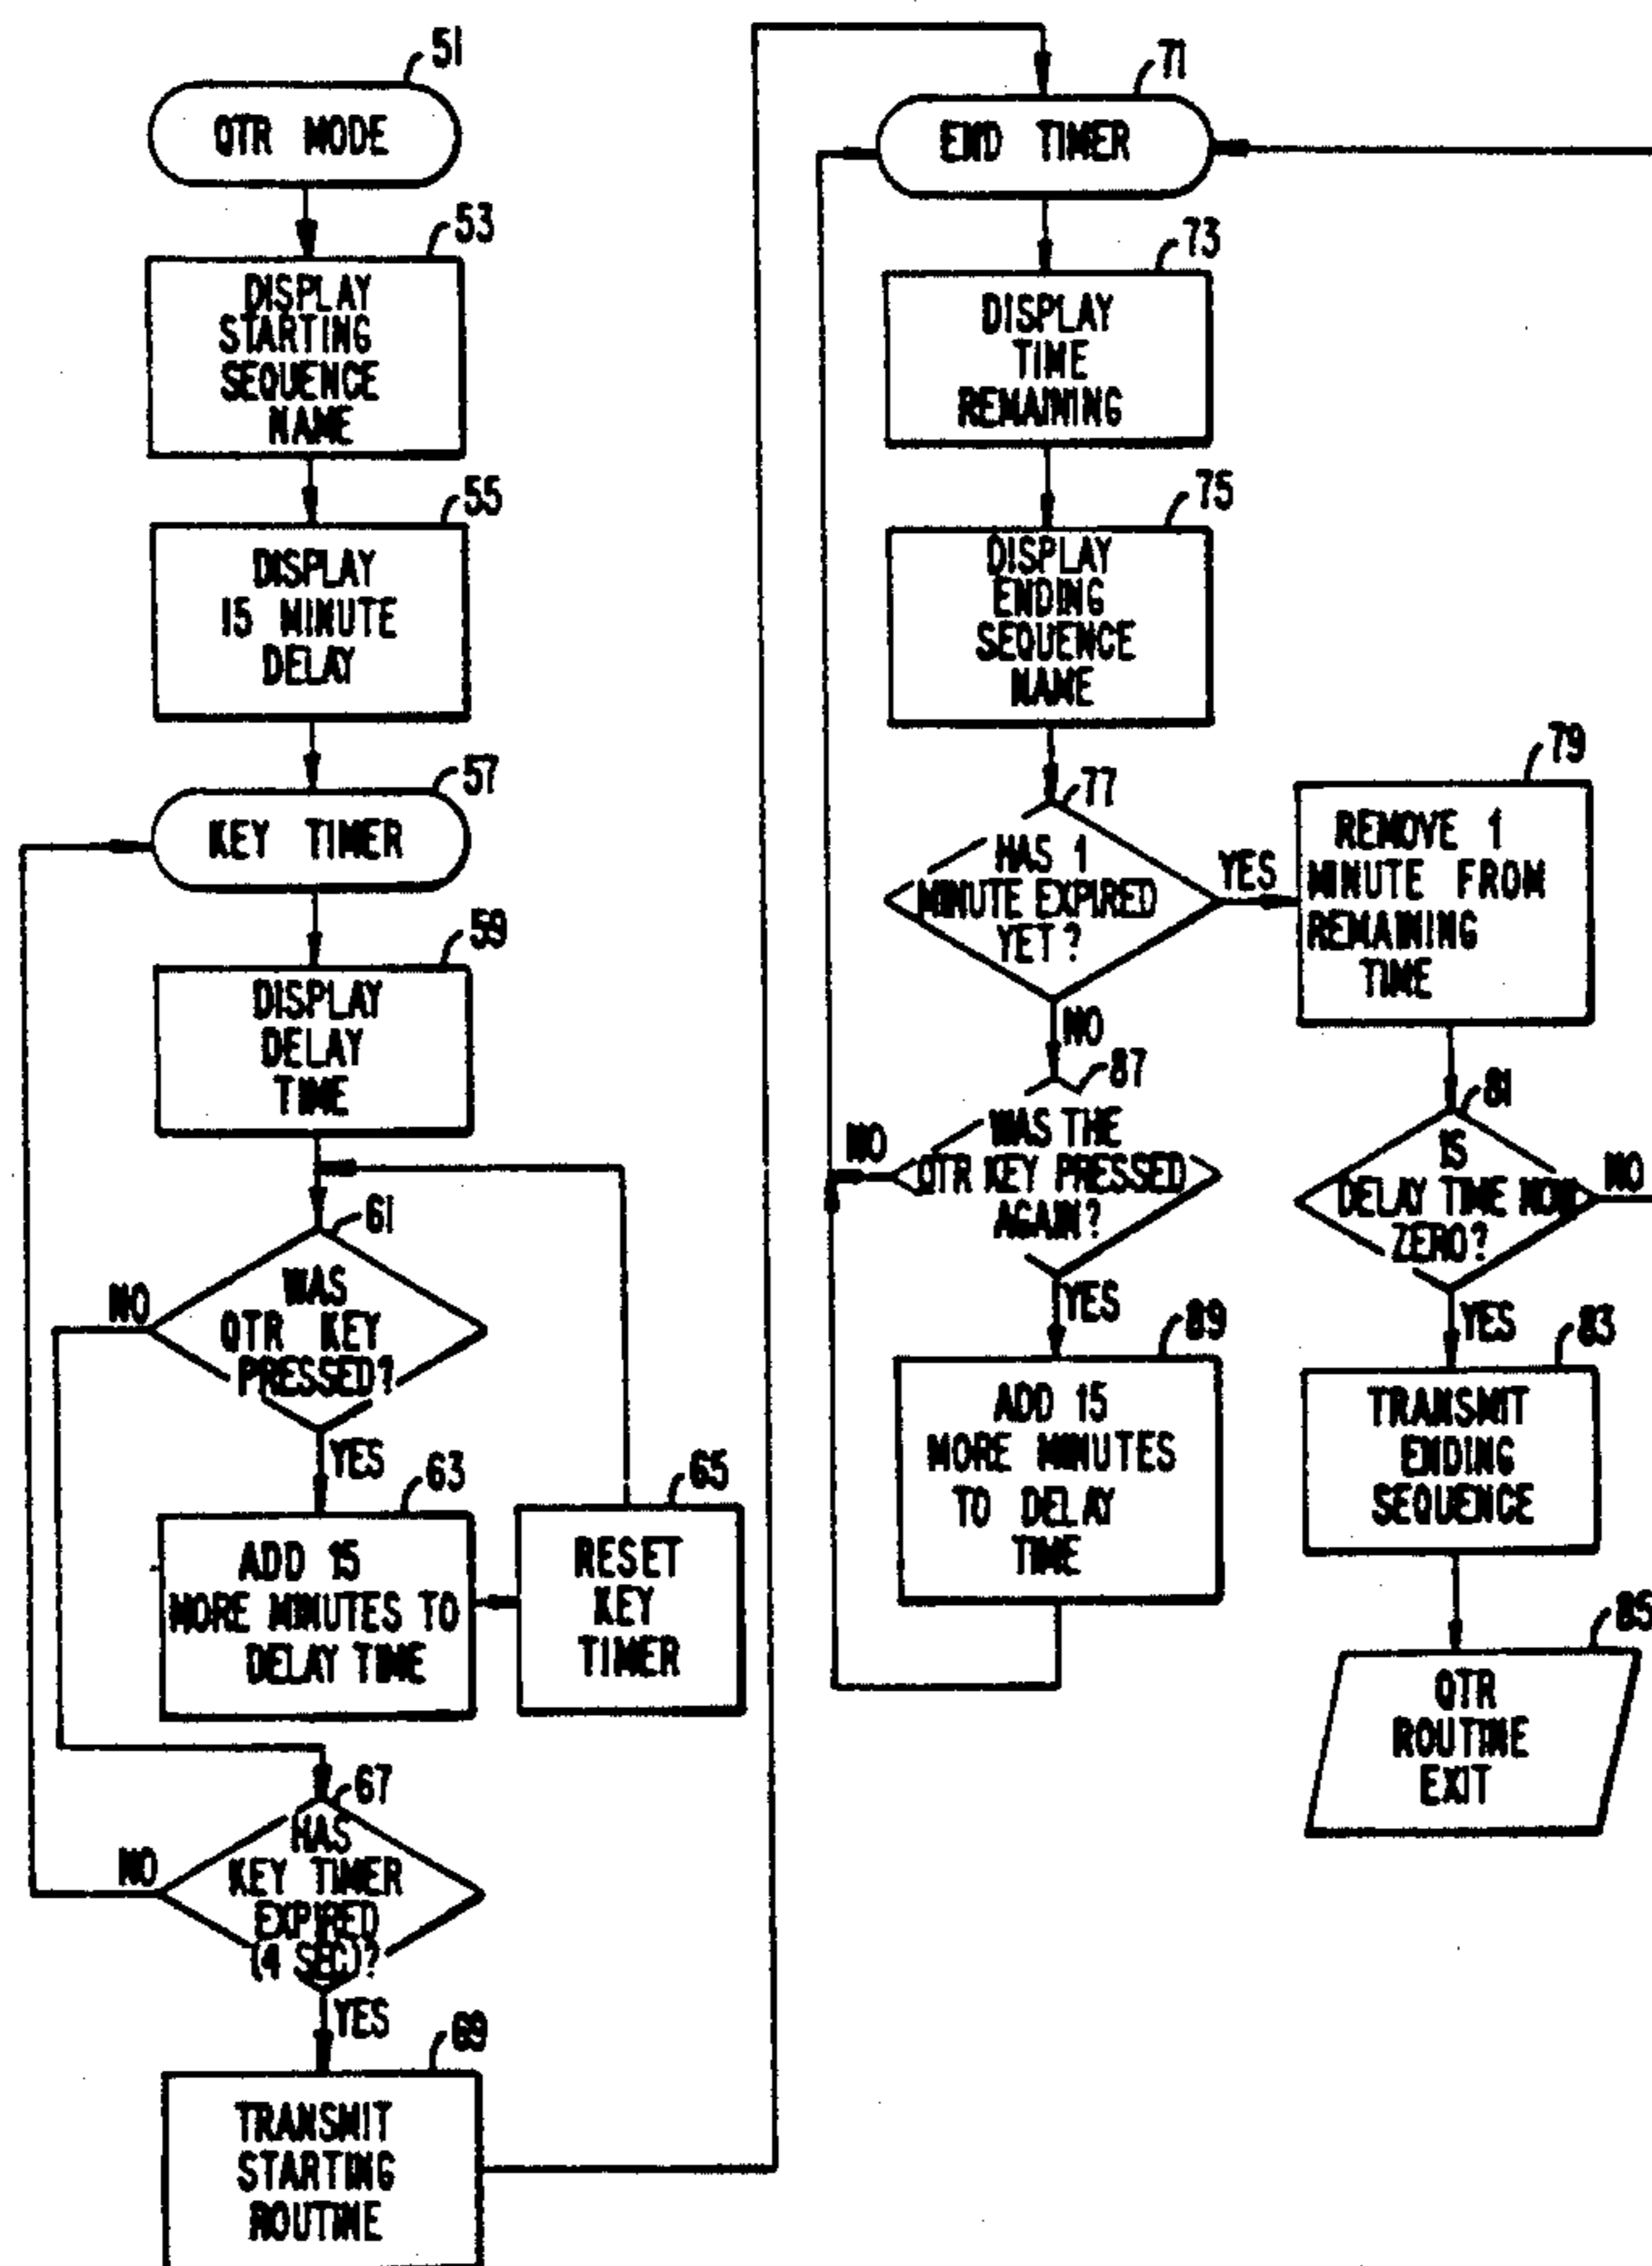 51
QTR MODE
53
DISPLAY
STARTING
SEQUENCE
NAME
55
DISPLAY
15 MINUTE
DELAY
57
KEY TIMER
59
DISPLAY
DELAY
TIME
61
WAS
QTR KEY
PRESSED?
NO
YES
63
ADD 15
MORE MINUTES TO
DELAY TIME
65
RESET
KEY
TIMER
67
HAS
KEY TIMER
EXPIRED
(4 SEC)?
NO
YES
69
TRANSMIT
STARTING
ROUTINE
71
END TIMER
73
DISPLAY
TIME
REMAINING
75
DISPLAY
ENDING
SEQUENCE
NAME
77
HAS 1
MINUTE EXPIRED
YET?
YES
NO
87
WAS THE
QTR KEY PRESSED
AGAIN?
NO
YES
89
ADD 15
MORE MINUTES
TO DELAY
TIME
79
REMOVE 1
MINUTE FROM
REMAINING
TIME
81
IS
DELAY TIME NOW
ZERO?
NO
YES
83
TRANSMIT
ENDING
SEQUENCE
85
QTR
ROUTINE
EXIT